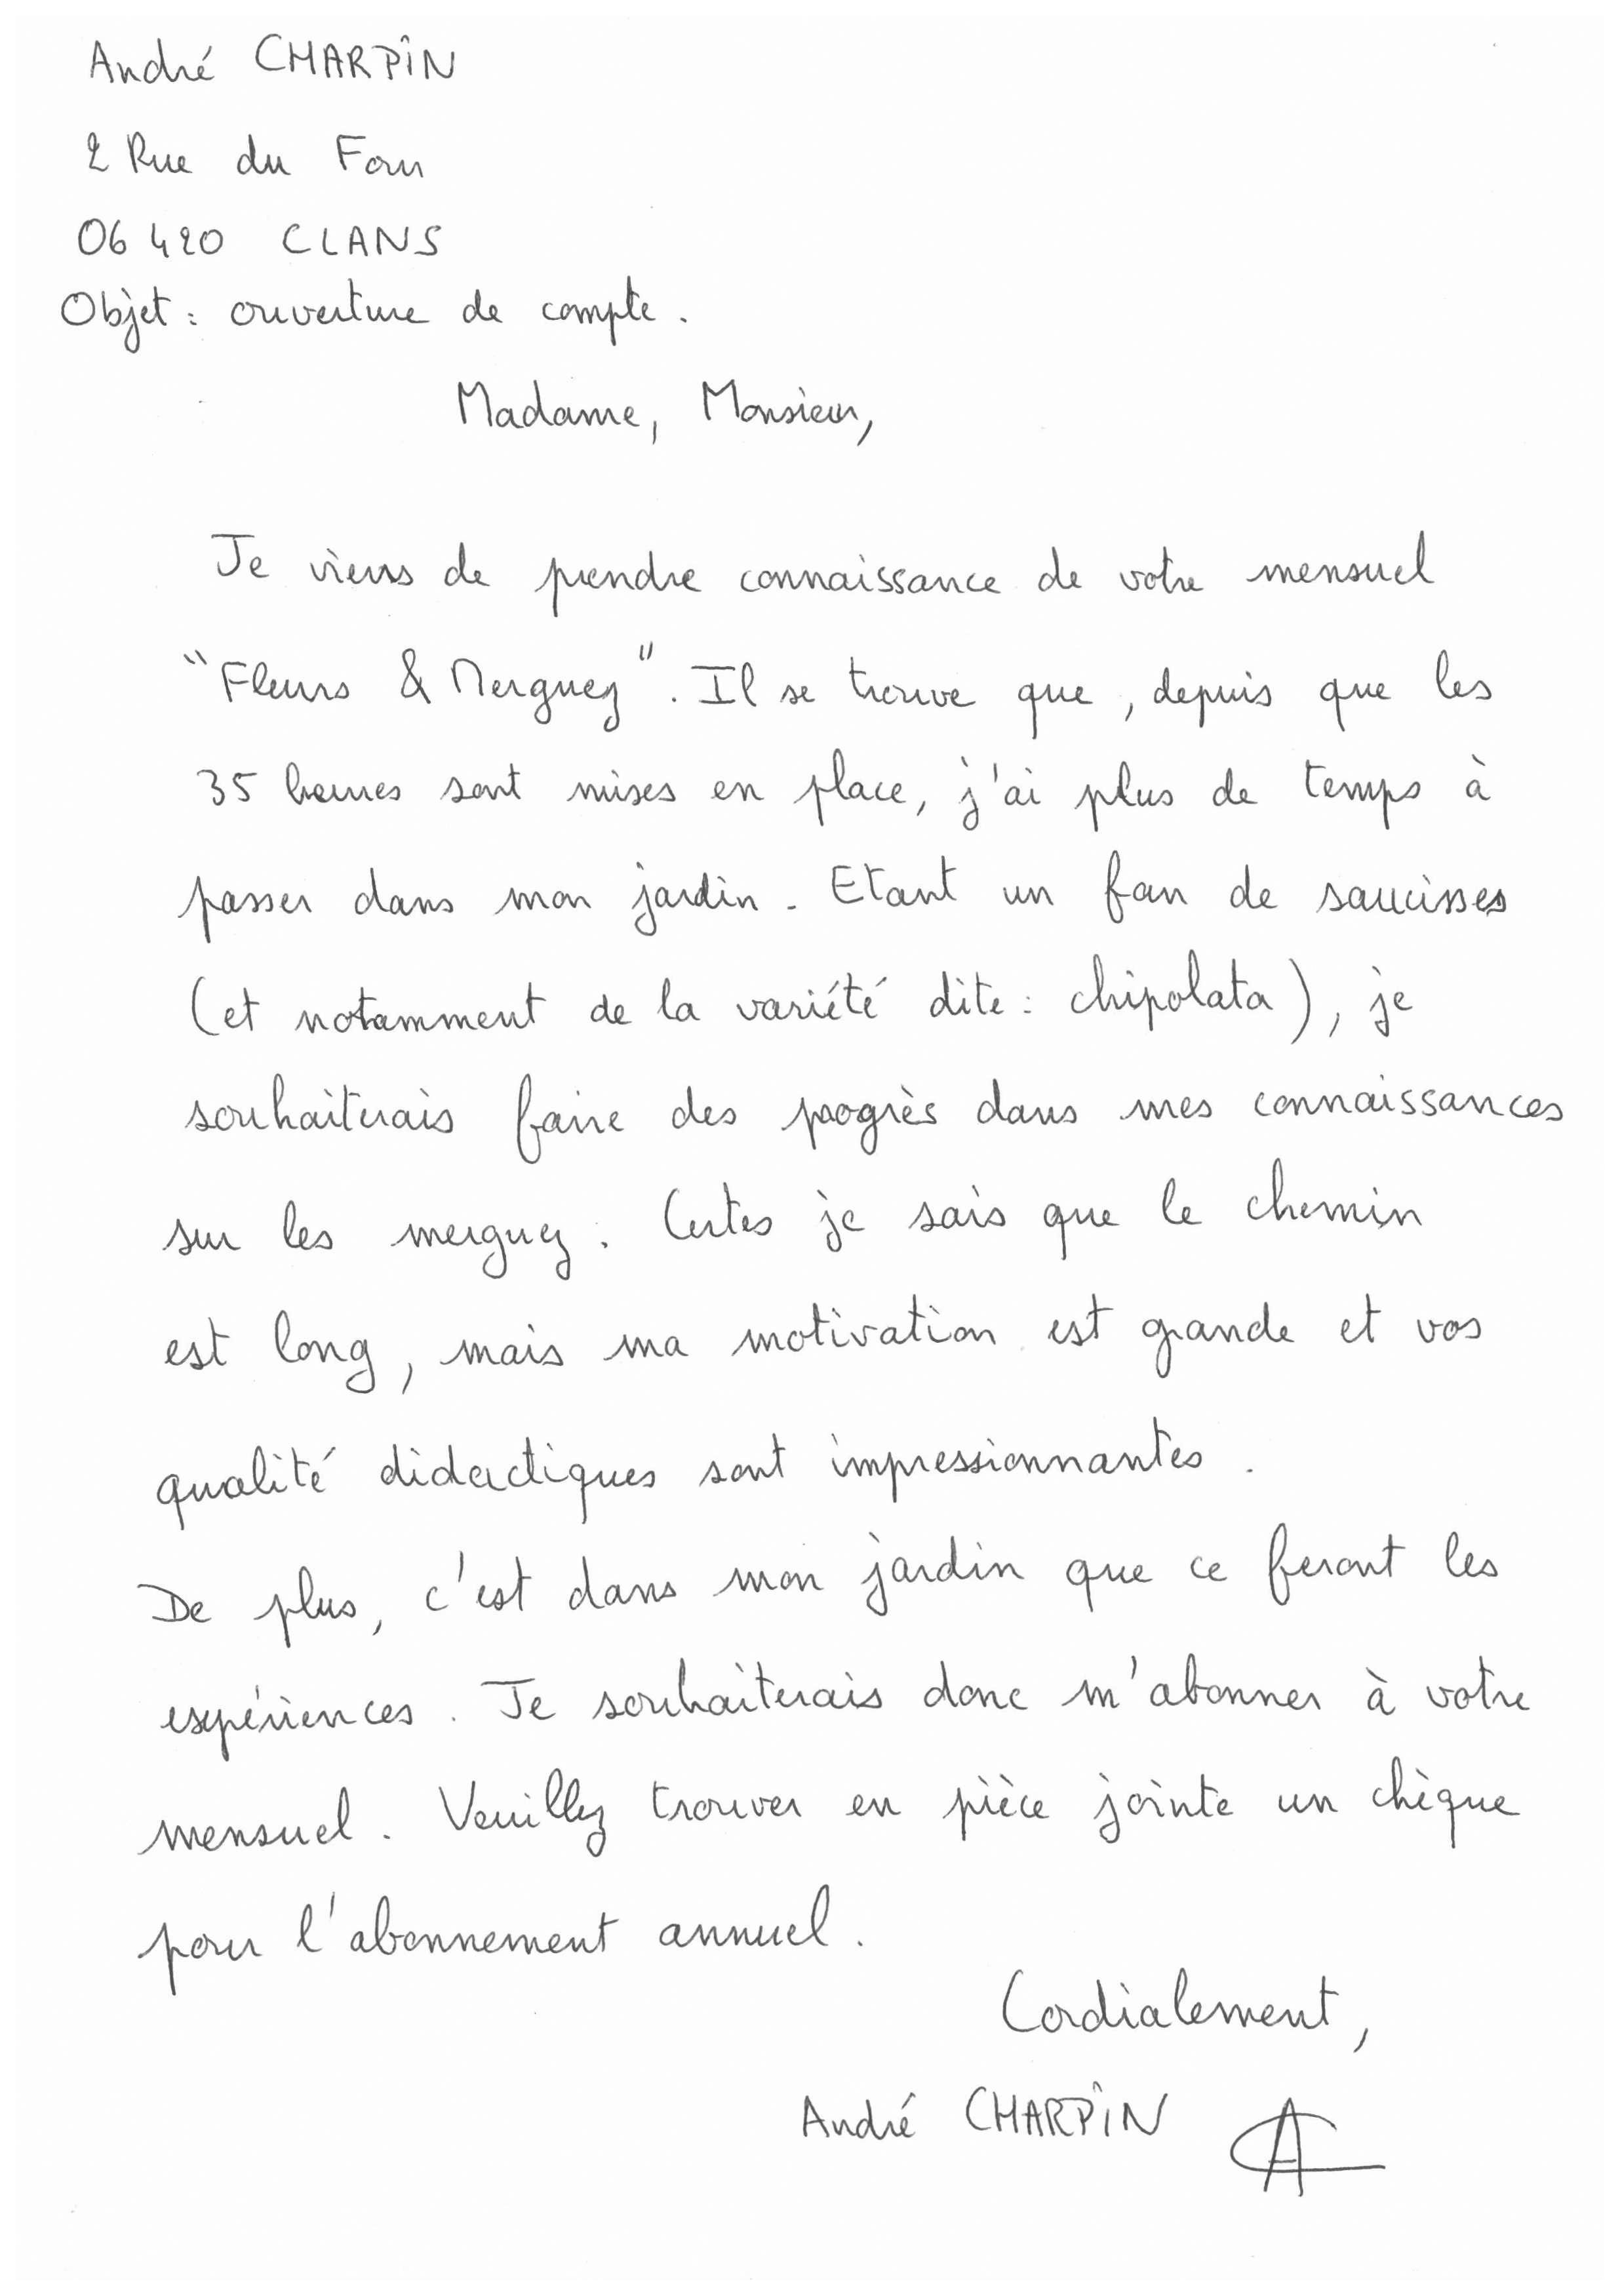 André CHARPIN
2 Rue du Four
06420 CLANS
Objet : ouverture de compte.
Madame, Monsieur,
Je viens de prendre connaissance de votre mensuel
"Fleurs & Merguez". Il se trouve que, depuis que les
35 heures sont mises en place, j'ai plus de temps à
passer dans mon jardin. Etant un fan de saucisses
(et notamment de la variété dite : chipolata), je
souhaiterais faire des progrès dans mes connaissances
sur les merguez. Certes je sais que le chemin
est long, mais ma motivation est grande et vos
qualité didactiques sont impressionnantes.
De plus, c'est dans mon jardin que ce feront les
expériences. Je souhaiterais donc m'abonner à votre
mensuel. Veuillez trouver en pièce jointe un chèque
pour l'abonnement annuel.
Cordialement,
André CHARPIN AC